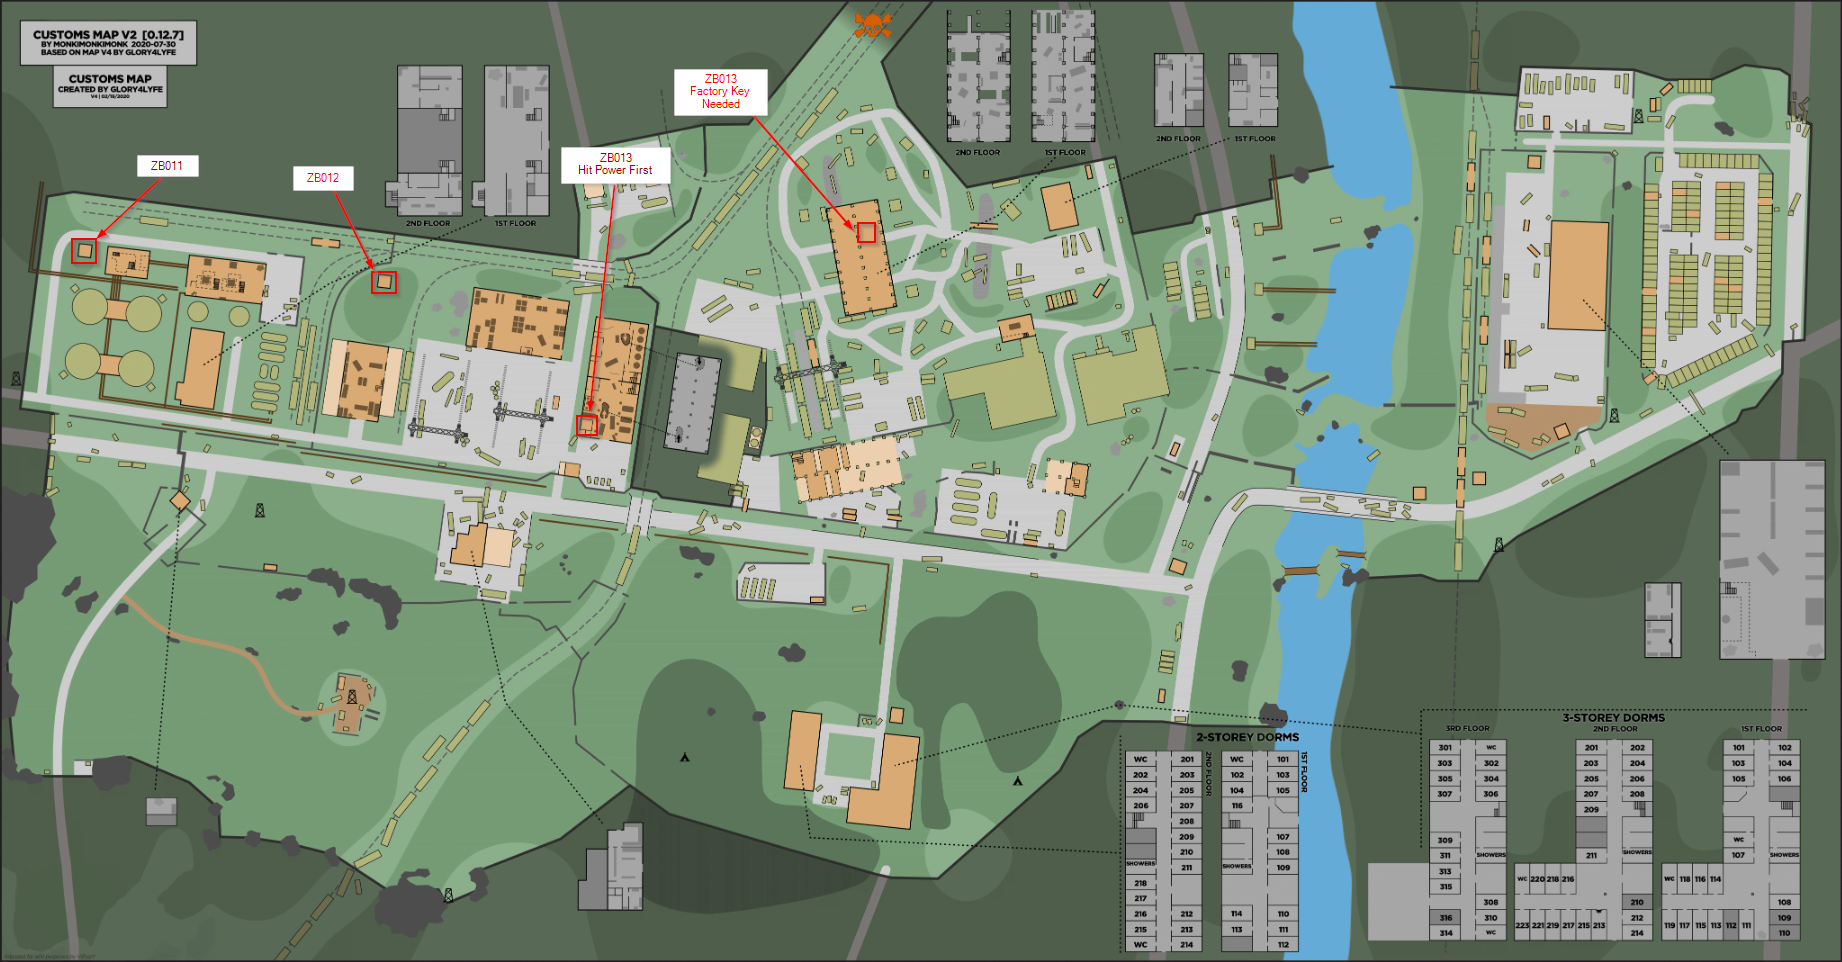 CUSTOMS MAP V2 [0.12.7]
BY MONKIMONKIMONK 2020-07-30
BASED ON MAP V4 BY GLORY4LYFE
CUSTOMS MAP
CREATED BY GLORY4LYFE
V4 | 02/15/2020
ZB011
ZB012
ZB013
Hit Power First
ZB013
Factory Key
Needed
2ND FLOOR
1ST FLOOR
2ND FLOOR
1ST FLOOR
2ND FLOOR
1ST FLOOR
2-STOREY DORMS
2ND FLOOR
WC 201
202 203
204 205
206 207
208
209
210
SHOWERS 211
218
217
216 212
215 213
WC 214
1ST FLOOR
WC 101
102 103
104 105
116
107
108
SHOWERS 109
114 110
113 111
112
3-STOREY DORMS
3RD FLOOR
301 WC
303 302
305 304
307 306
309
311 SHOWERS
313
315
308
316 310
314 WC
2ND FLOOR
201 202
203 204
205 206
207 208
209
211 SHOWERS
WC 220 218 216
210
212
223 221 219 217 215 213
214
1ST FLOOR
101 102
103 104
105 106
WC
107 SHOWERS
WC 118 116 114
108
109
119 117 115 113 112 111
110